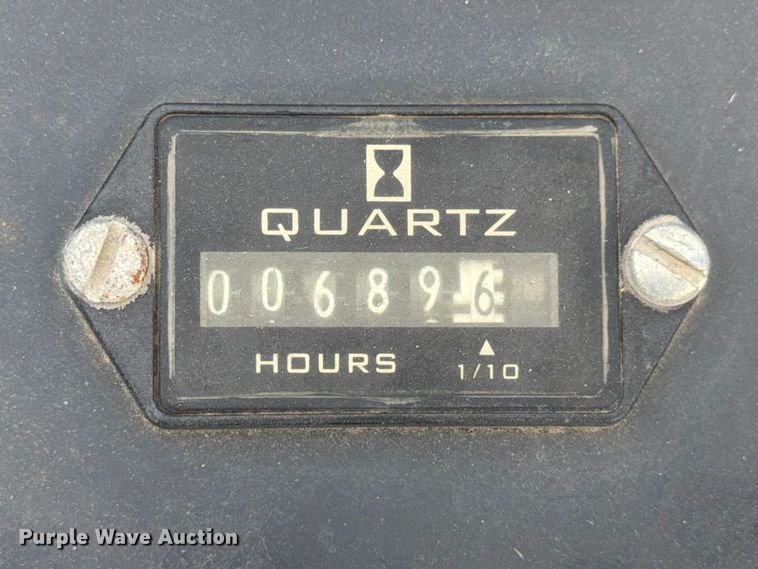 QUARTZ
006896
HOURS
1/10
Purple Wave Auction